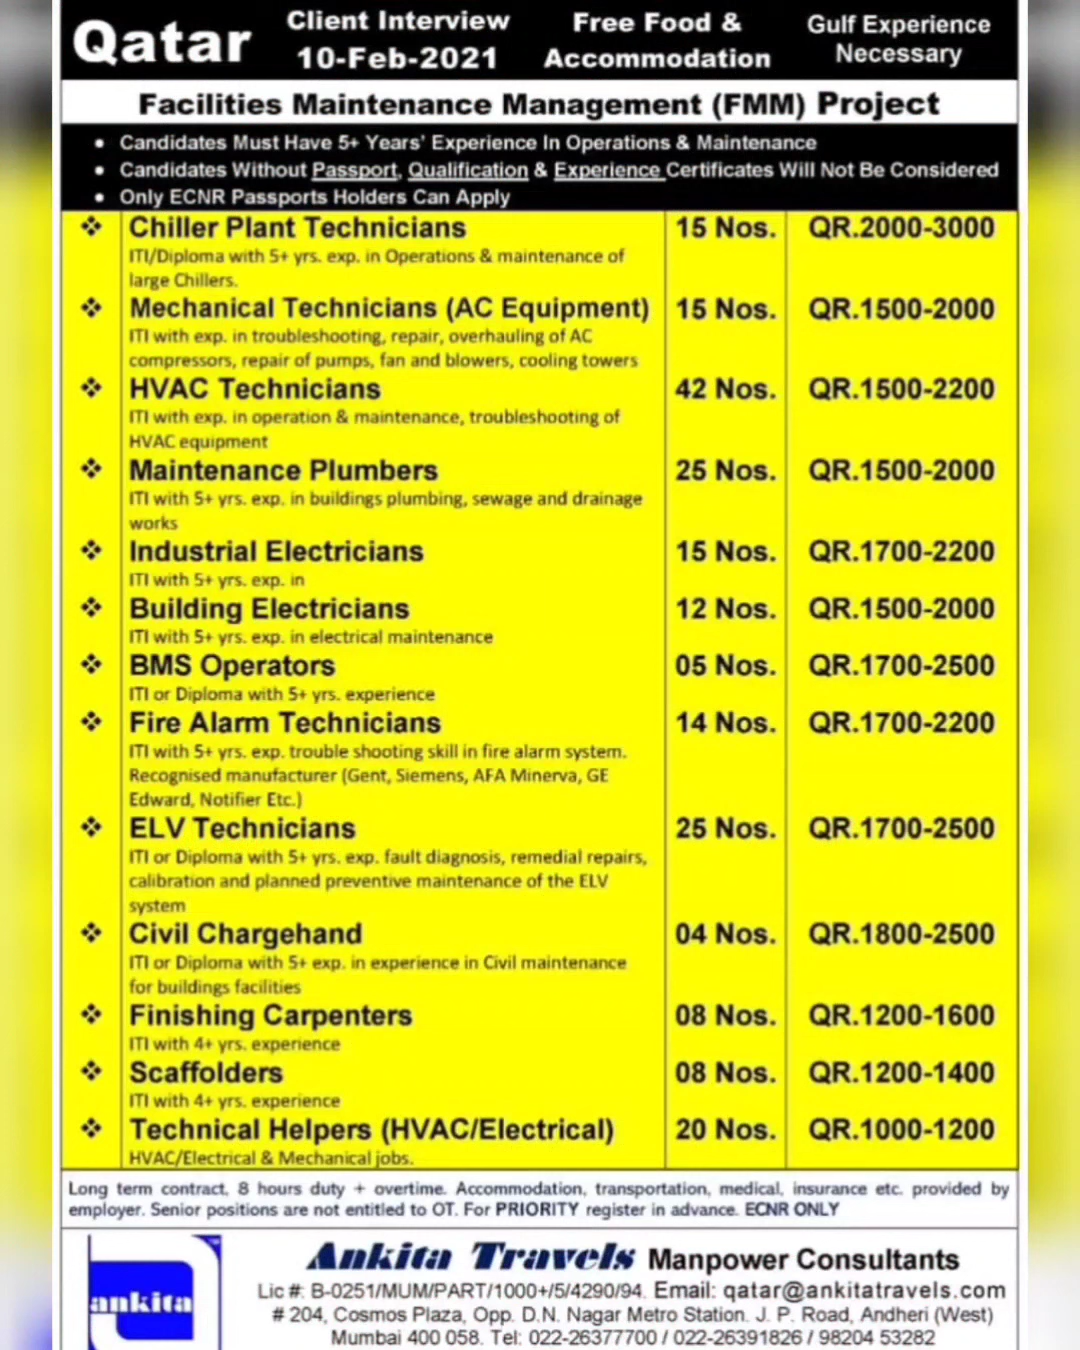 Qatar
Client Interview
10-Feb-2021
Free Food &
Accommodation
Gulf Experience
Necessary
Facilities Maintenance Management (FMM) Project
• Candidates Must Have 5+ Years' Experience In Operations & Maintenance
• Candidates Without Passport, Qualification & Experience Certificates Will Not Be Considered
• Only ECNR Passports Holders Can Apply
❖ Chiller Plant Technicians 15 Nos. QR.2000-3000
ITI/Diploma with 5+ yrs. exp. in Operations & maintenance of
large Chillers.
❖ Mechanical Technicians (AC Equipment) 15 Nos. QR.1500-2000
ITI with exp. in troubleshooting, repair, overhauling of AC
compressors, repair of pumps, fan and blowers, cooling towers
❖ HVAC Technicians 42 Nos. QR.1500-2200
ITI with exp. in operation & maintenance, troubleshooting of
HVAC equipment
❖ Maintenance Plumbers 25 Nos. QR.1500-2000
ITI with 5+ yrs. exp. in buildings plumbing, sewage and drainage
works
❖ Industrial Electricians 15 Nos. QR.1700-2200
ITI with 5+ yrs. exp. in
❖ Building Electricians 12 Nos. QR.1500-2000
ITI with 5+ yrs. exp. in electrical maintenance
❖ BMS Operators 05 Nos. QR.1700-2500
ITI or Diploma with 5+ yrs. experience
❖ Fire Alarm Technicians 14 Nos. QR.1700-2200
ITI with 5+ yrs. exp. trouble shooting skill in fire alarm system.
Recognised manufacturer (Gent, Siemens, AFA Minerva, GE
Edward, Notifier Etc.)
❖ ELV Technicians 25 Nos. QR.1700-2500
ITI or Diploma with 5+ yrs. exp. fault diagnosis, remedial repairs,
calibration and planned preventive maintenance of the ELV
system
❖ Civil Chargehand 04 Nos. QR.1800-2500
ITI or Diploma with 5+ exp. in experience in Civil maintenance
for buildings facilities
❖ Finishing Carpenters 08 Nos. QR.1200-1600
ITI with 4+ yrs. experience
❖ Scaffolders 08 Nos. QR.1200-1400
ITI with 4+ yrs. experience
❖ Technical Helpers (HVAC/Electrical) 20 Nos. QR.1000-1200
HVAC/Electrical & Mechanical jobs.
Long term contract, 8 hours duty + overtime. Accommodation, transportation, medical, insurance etc. provided by
employer. Senior positions are not entitled to OT. For PRIORITY register in advance. ECNR ONLY
ankita
Ankita Travels Manpower Consultants
Lic #: B-0251/MUM/PART/1000+/5/4290/94. Email: qatar@ankitatravels.com
# 204, Cosmos Plaza, Opp. D.N. Nagar Metro Station. J. P. Road, Andheri (West)
Mumbai 400 058. Tel: 022-26377700 / 022-26391826 / 98204 53282